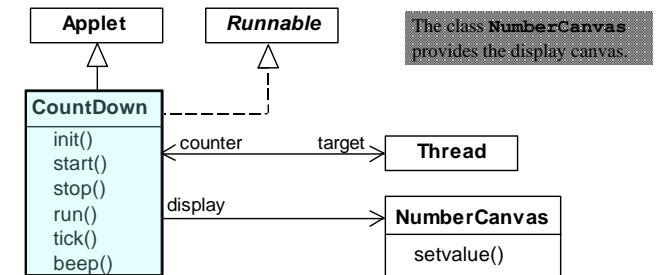 Applet
Runnable
The class NumberCanvas
provides the display canvas.
CountDown
init()
start()
stop()
run()
tick()
beep()
counter
target
Thread
display
NumberCanvas
setvalue()